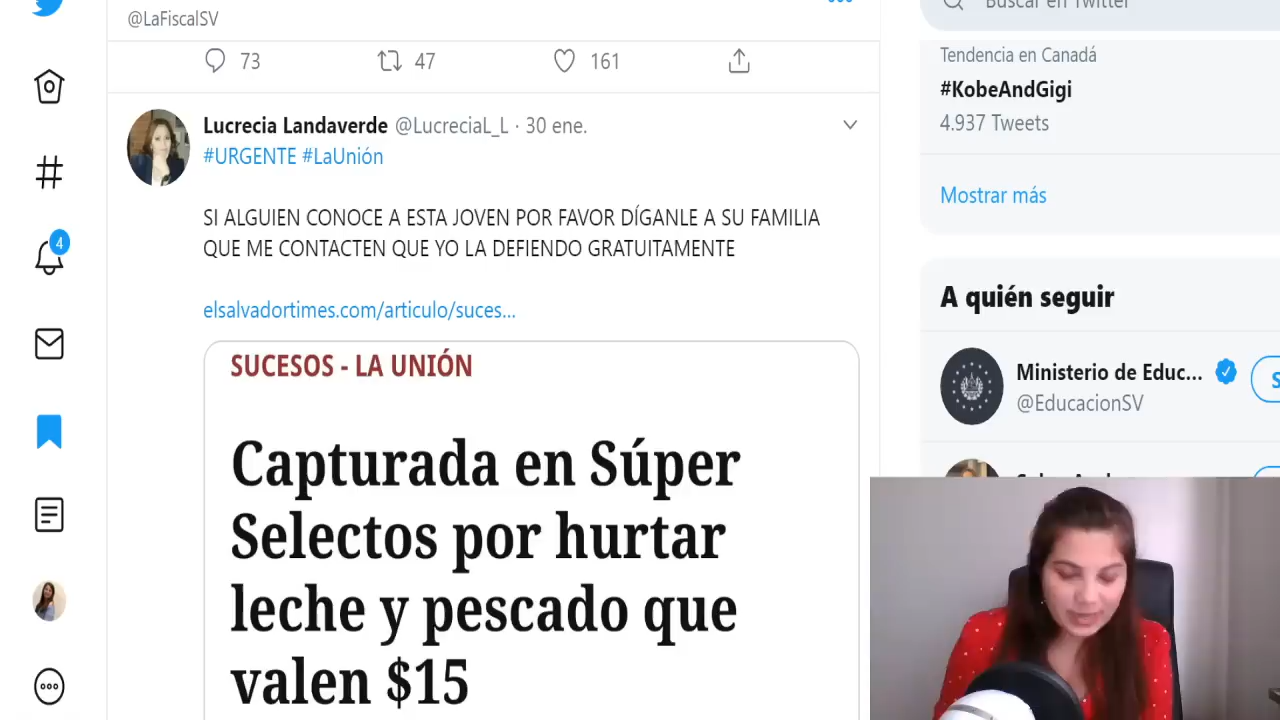 @LaFiscalSV
73 47 161
Lucrecia Landaverde @LucreciaL_L · 30 ene.
#URGENTE #LaUnión
SI ALGUIEN CONOCE A ESTA JOVEN POR FAVOR DÍGANLE A SU FAMILIA
QUE ME CONTACTEN QUE YO LA DEFIENDO GRATUITAMENTE
elsalvadortimes.com/articulo/suces...
SUCESOS - LA UNIÓN
Capturada en Súper
Selectos por hurtar
leche y pescado que
valen $15
4
Buscar en Twitter
Tendencia en Canadá
#KobeAndGigi
4.937 Tweets
Mostrar más
A quién seguir
Ministerio de Educ...
@EducacionSV
S